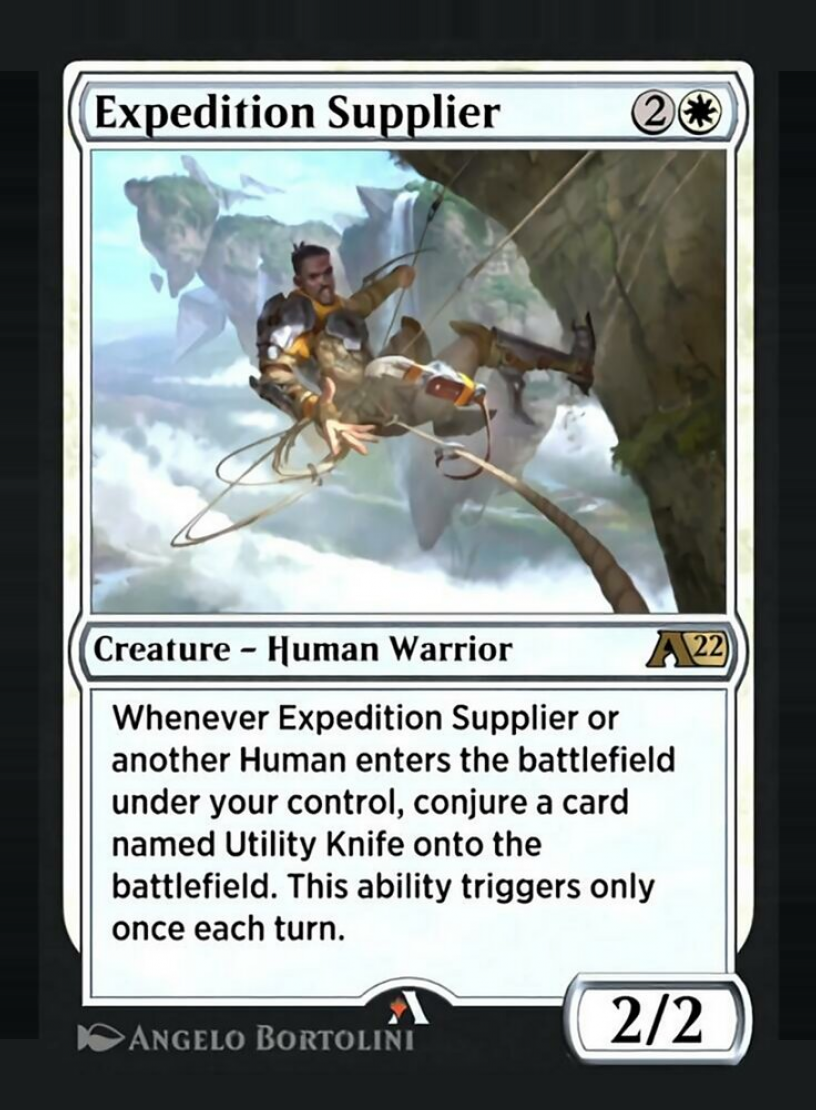 Expedition Supplier 2
Creature – Human Warrior A22
Whenever Expedition Supplier or
another Human enters the battlefield
under your control, conjure a card
named Utility Knife onto the
battlefield. This ability triggers only
once each turn.
2/2
Angelo Bortolini